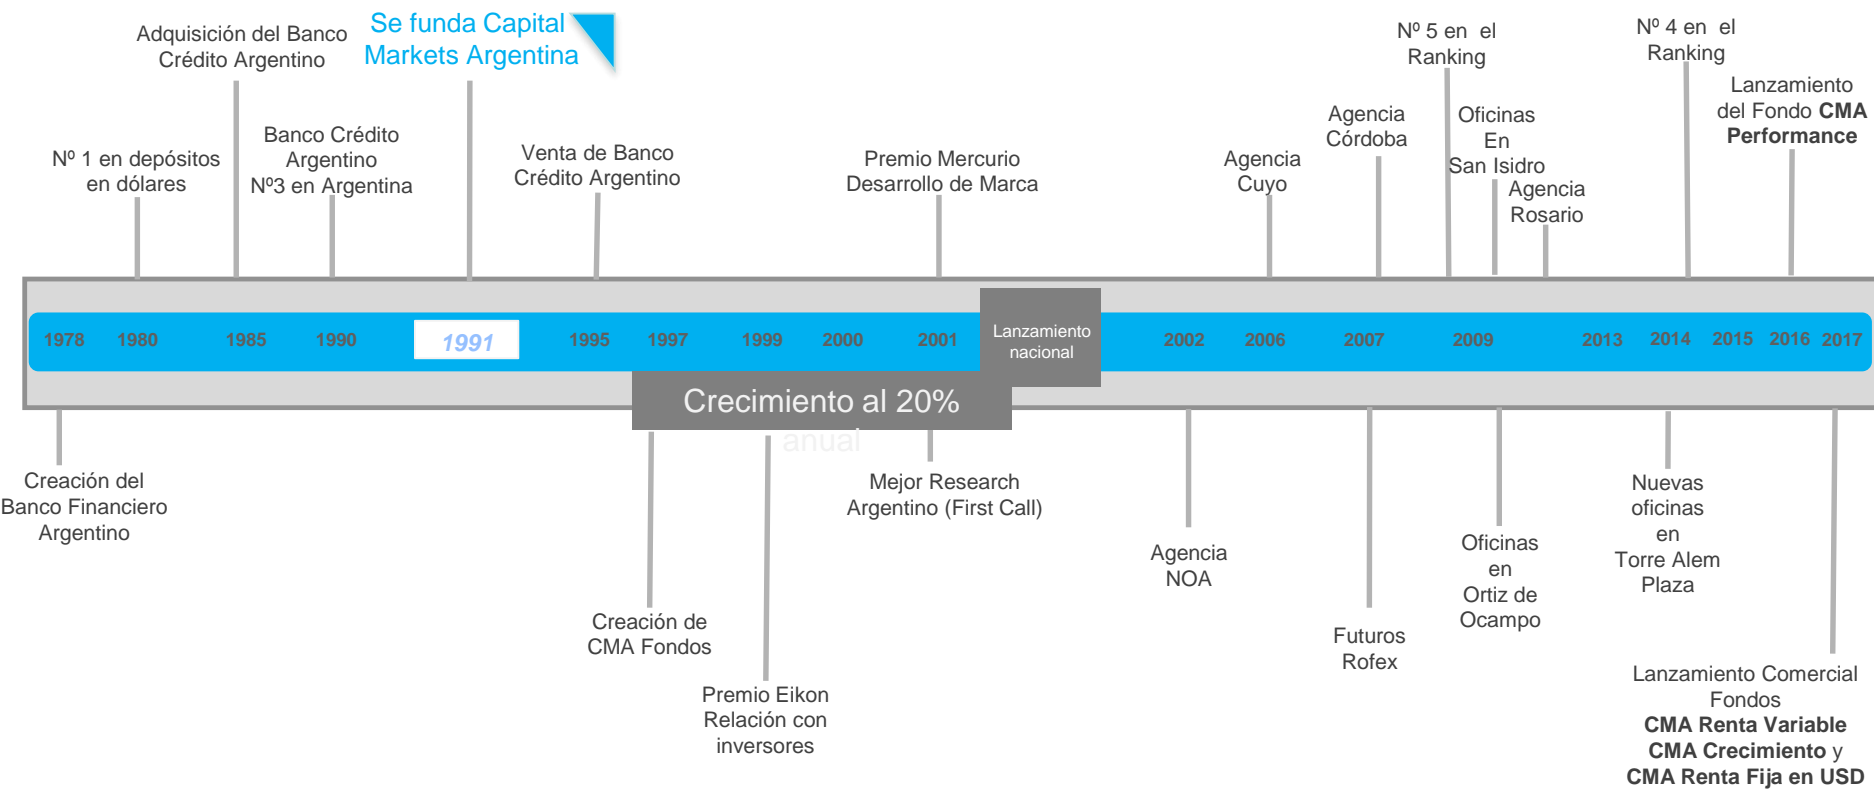 Adquisición del Banco
Crédito Argentino
Se funda Capital
Markets Argentina
Nº 5 en el
Ranking
Nº 4 en el
Ranking
Nº 1 en depósitos
en dólares
Banco Crédito
Argentino
Nº3 en Argentina
Venta de Banco
Crédito Argentino
Premio Mercurio
Desarrollo de Marca
Agencia
Cuyo
Agencia
Córdoba
Oficinas
En
San Isidro
Agencia
Rosario
Lanzamiento
del Fondo CMA
Performance
1978 1980 1985 1990 1991 1995 1997 1999 2000 2001
Lanzamiento
nacional
2002 2006 2007 2009 2013 2014 2015 2016 2017
Crecimiento al 20%
anual
Creación del
Banco Financiero
Argentino
Creación de
CMA Fondos
Premio Eikon
Relación con
inversores
Mejor Research
Argentino (First Call)
Agencia
NOA
Futuros
Rofex
Oficinas
en
Ortiz de
Ocampo
Nuevas
oficinas
en
Torre Alem
Plaza
Lanzamiento Comercial
Fondos
CMA Renta Variable
CMA Crecimiento y
CMA Renta Fija en USD